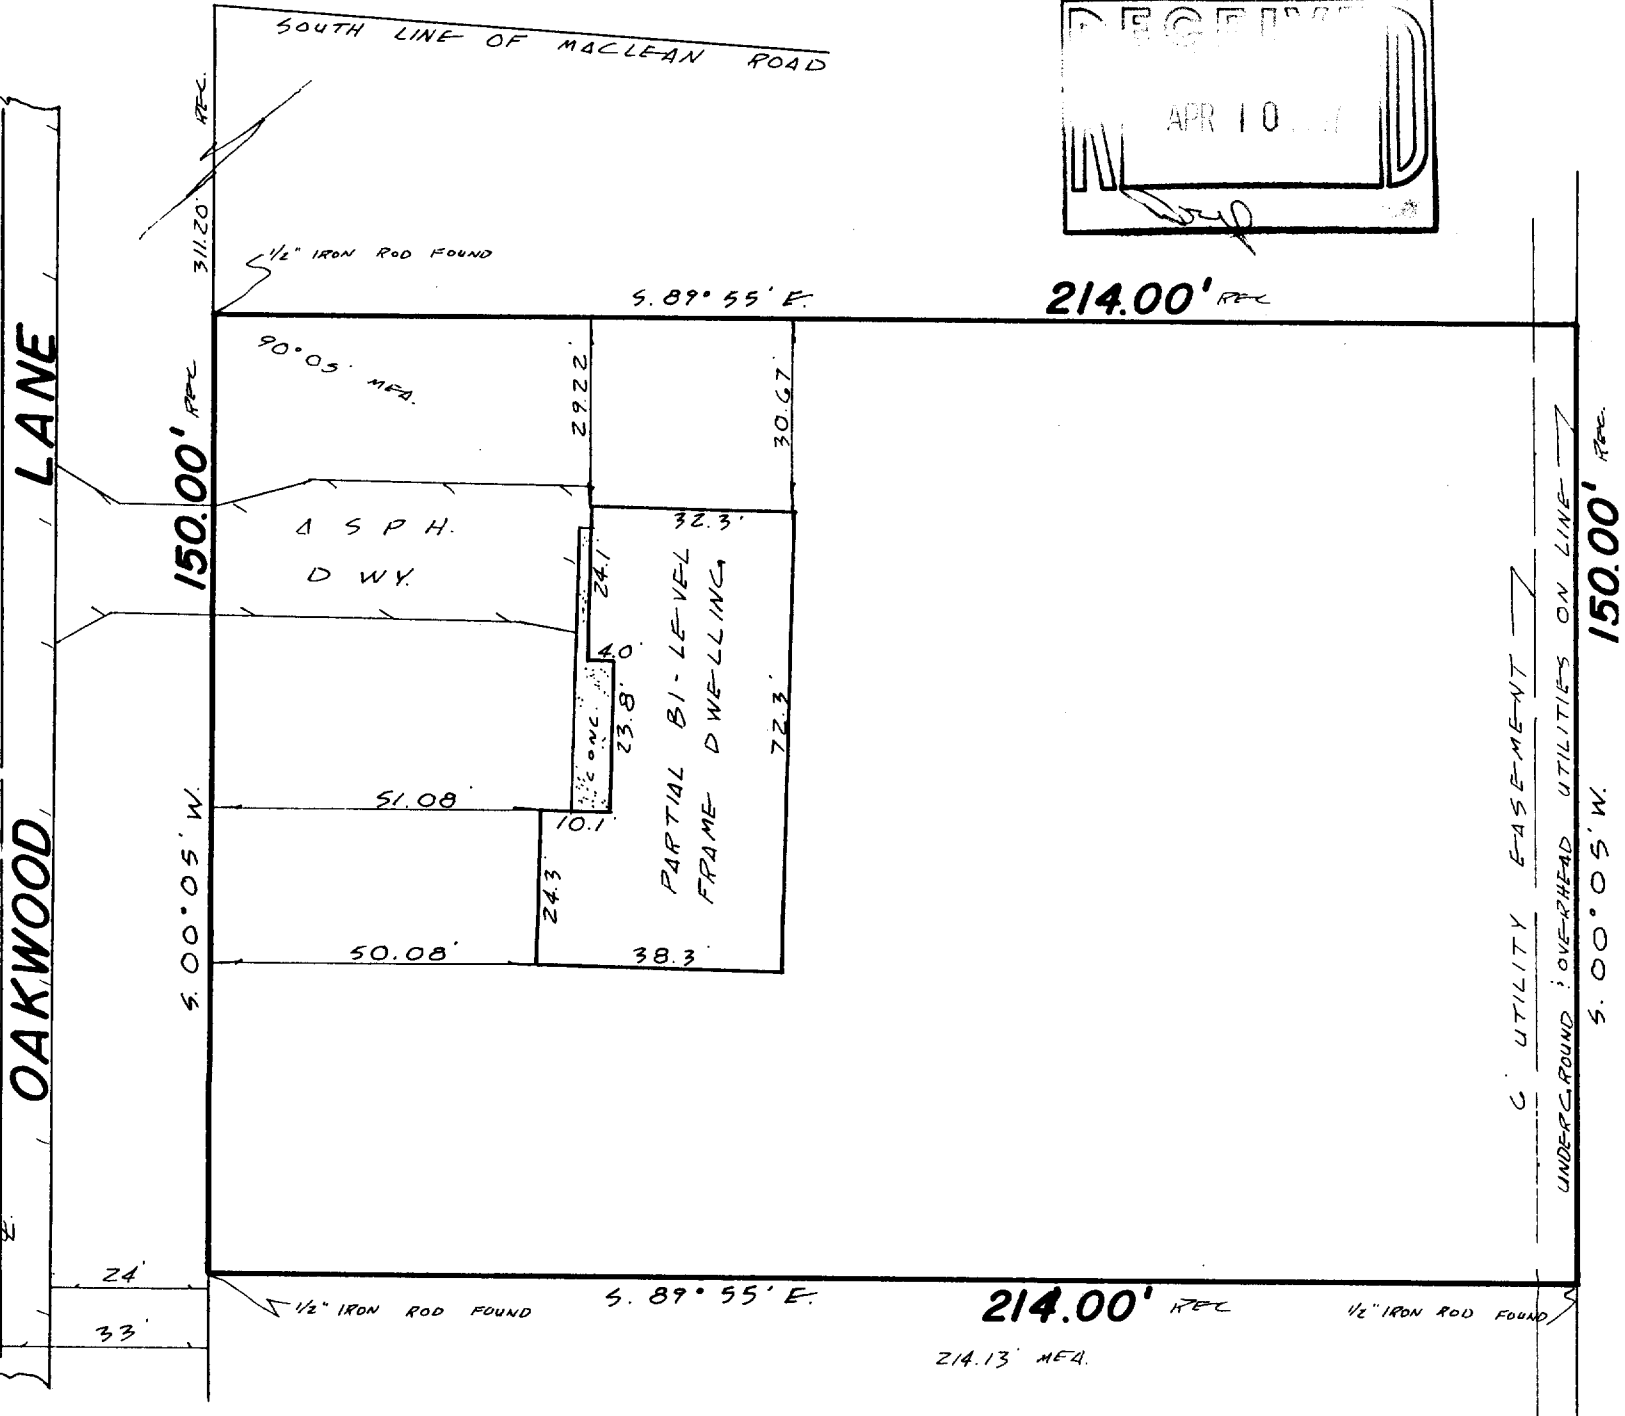 SOUTH LINE OF MACLEAN ROAD
RECEIVED
APR 10
311.20' REC.
1/2" IRON ROD FOUND
S. 89° 55' E.
214.00' REC
90°05' MEA.
29.22'
30.67'
150.00' REC
LANE
OAKWOOD
ASPH.
DWY.
32.3'
24.1
4.0'
23.8'
CONC.
PARTIAL BI-LEVEL
FRAME DWELLING
72.3'
51.08'
10.1'
24.3
50.08'
38.3'
S. 00° 05' W.
6' UTILITY EASEMENT
UNDERGROUND & OVERHEAD UTILITIES ON LINE
150.00' REC.
S. 00° 05' W.
24'
33'
1/2" IRON ROD FOUND
S. 89° 55' E.
214.00' REC
1/2" IRON ROD FOUND
214.13' MEA.